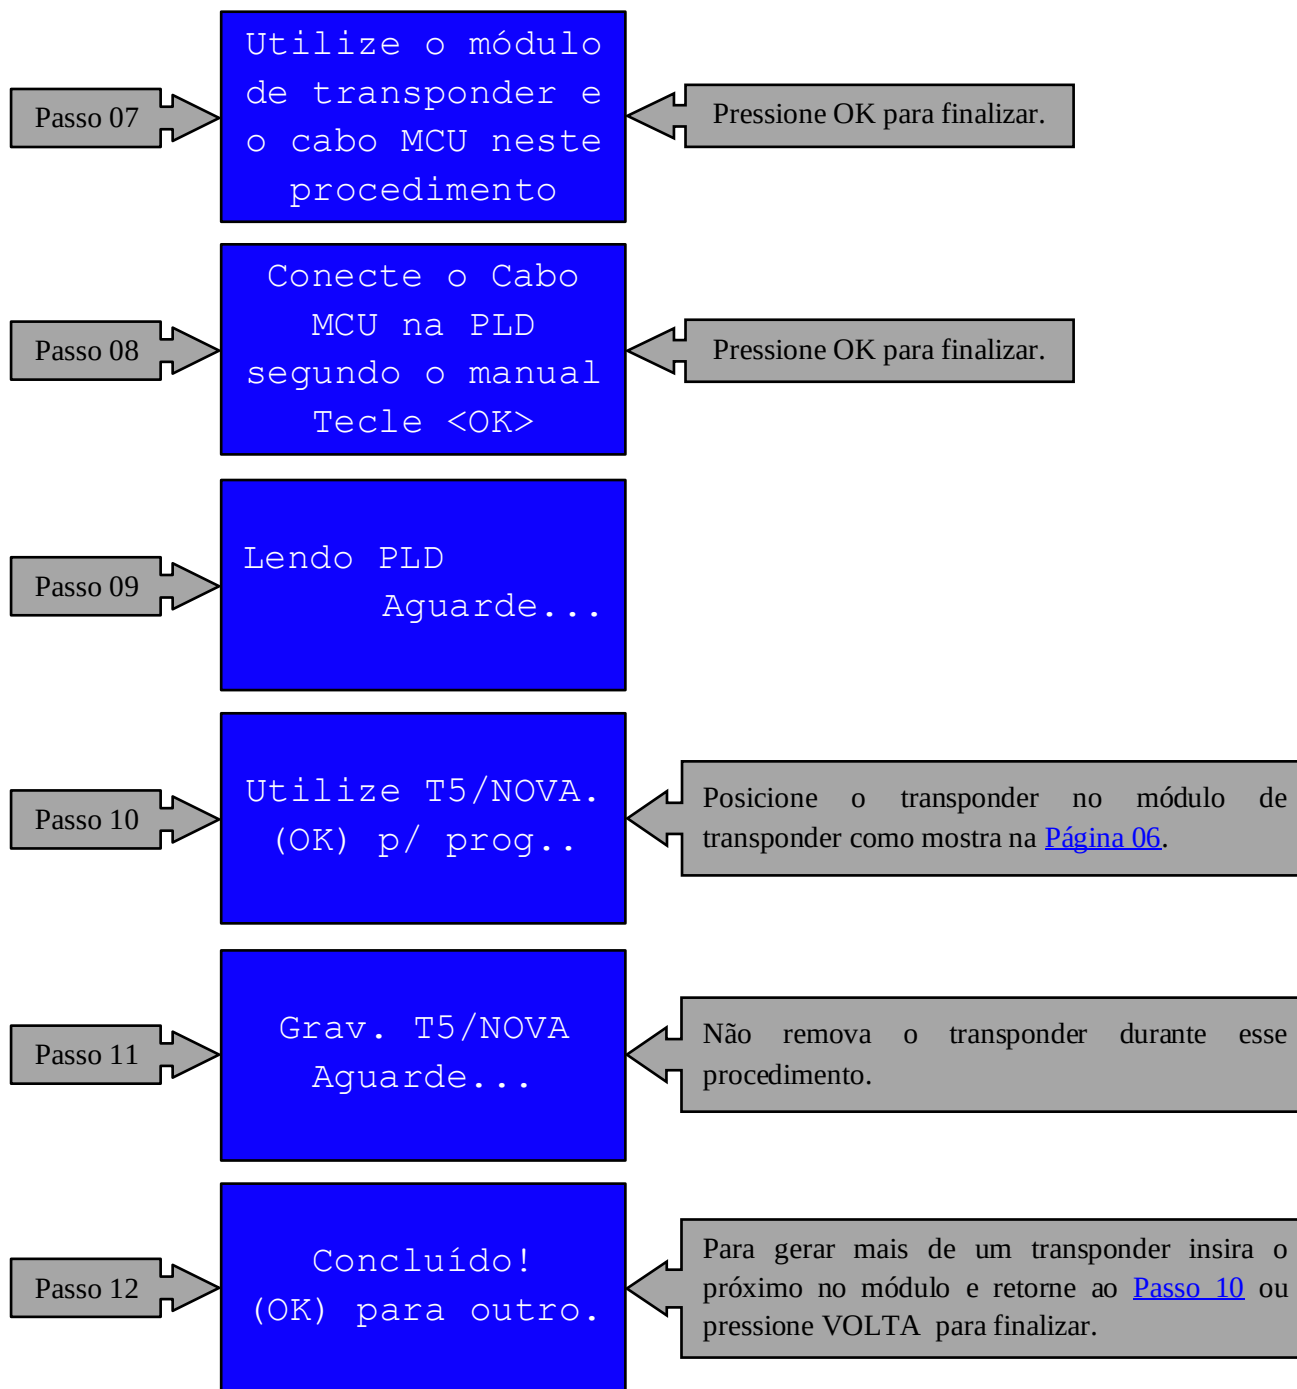 Passo 07
Utilize o módulo
de transponder e
o cabo MCU neste
procedimento
Pressione OK para finalizar.
Passo 08
Conecte o Cabo
MCU na PLD
segundo o manual
Tecle <OK>
Pressione OK para finalizar.
Passo 09
Lendo PLD
Aguarde...
Passo 10
Utilize T5/NOVA.
(OK) p/ prog..
Posicione o transponder no módulo de
transponder como mostra na Página 06.
Passo 11
Grav. T5/NOVA
Aguarde...
Não remova o transponder durante esse
procedimento.
Passo 12
Concluído!
(OK) para outro.
Para gerar mais de um transponder insira o
próximo no módulo e retorne ao Passo 10 ou
pressione VOLTA  para finalizar.